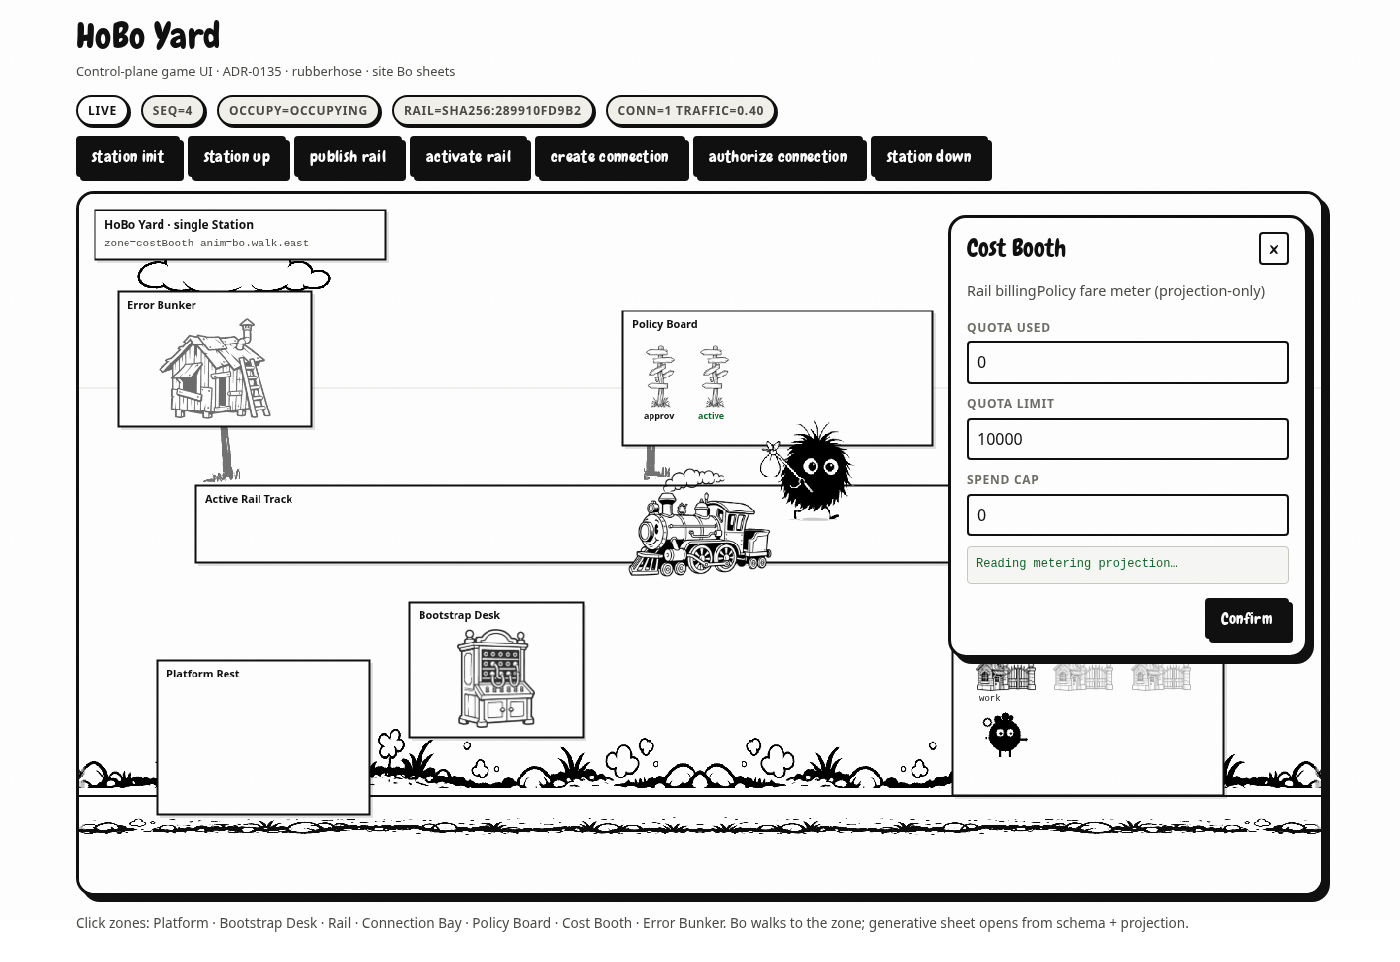 HoBo Yard
Control-plane game UI · ADR-0135 · rubberhose · site Bo sheets
LIVE
SEQ=4
OCCUPY=OCCUPYING
RAIL=SHA256:289910FD9B2
CONN=1 TRAFFIC=0.40
station init
station up
publish rail
activate rail
create connection
authorize connection
station down
HoBo Yard · single Station
zone=costBooth anim=bo.walk.east
Error Bunker
Policy Board
approv
active
Active Rail Track
Bootstrap Desk
Platform Rest
work
Cost Booth
x
Rail billingPolicy fare meter (projection-only)
QUOTA USED
0
QUOTA LIMIT
10000
SPEND CAP
0
Reading metering projection…
Confirm
Click zones: Platform · Bootstrap Desk · Rail · Connection Bay · Policy Board · Cost Booth · Error Bunker. Bo walks to the zone; generative sheet opens from schema + projection.